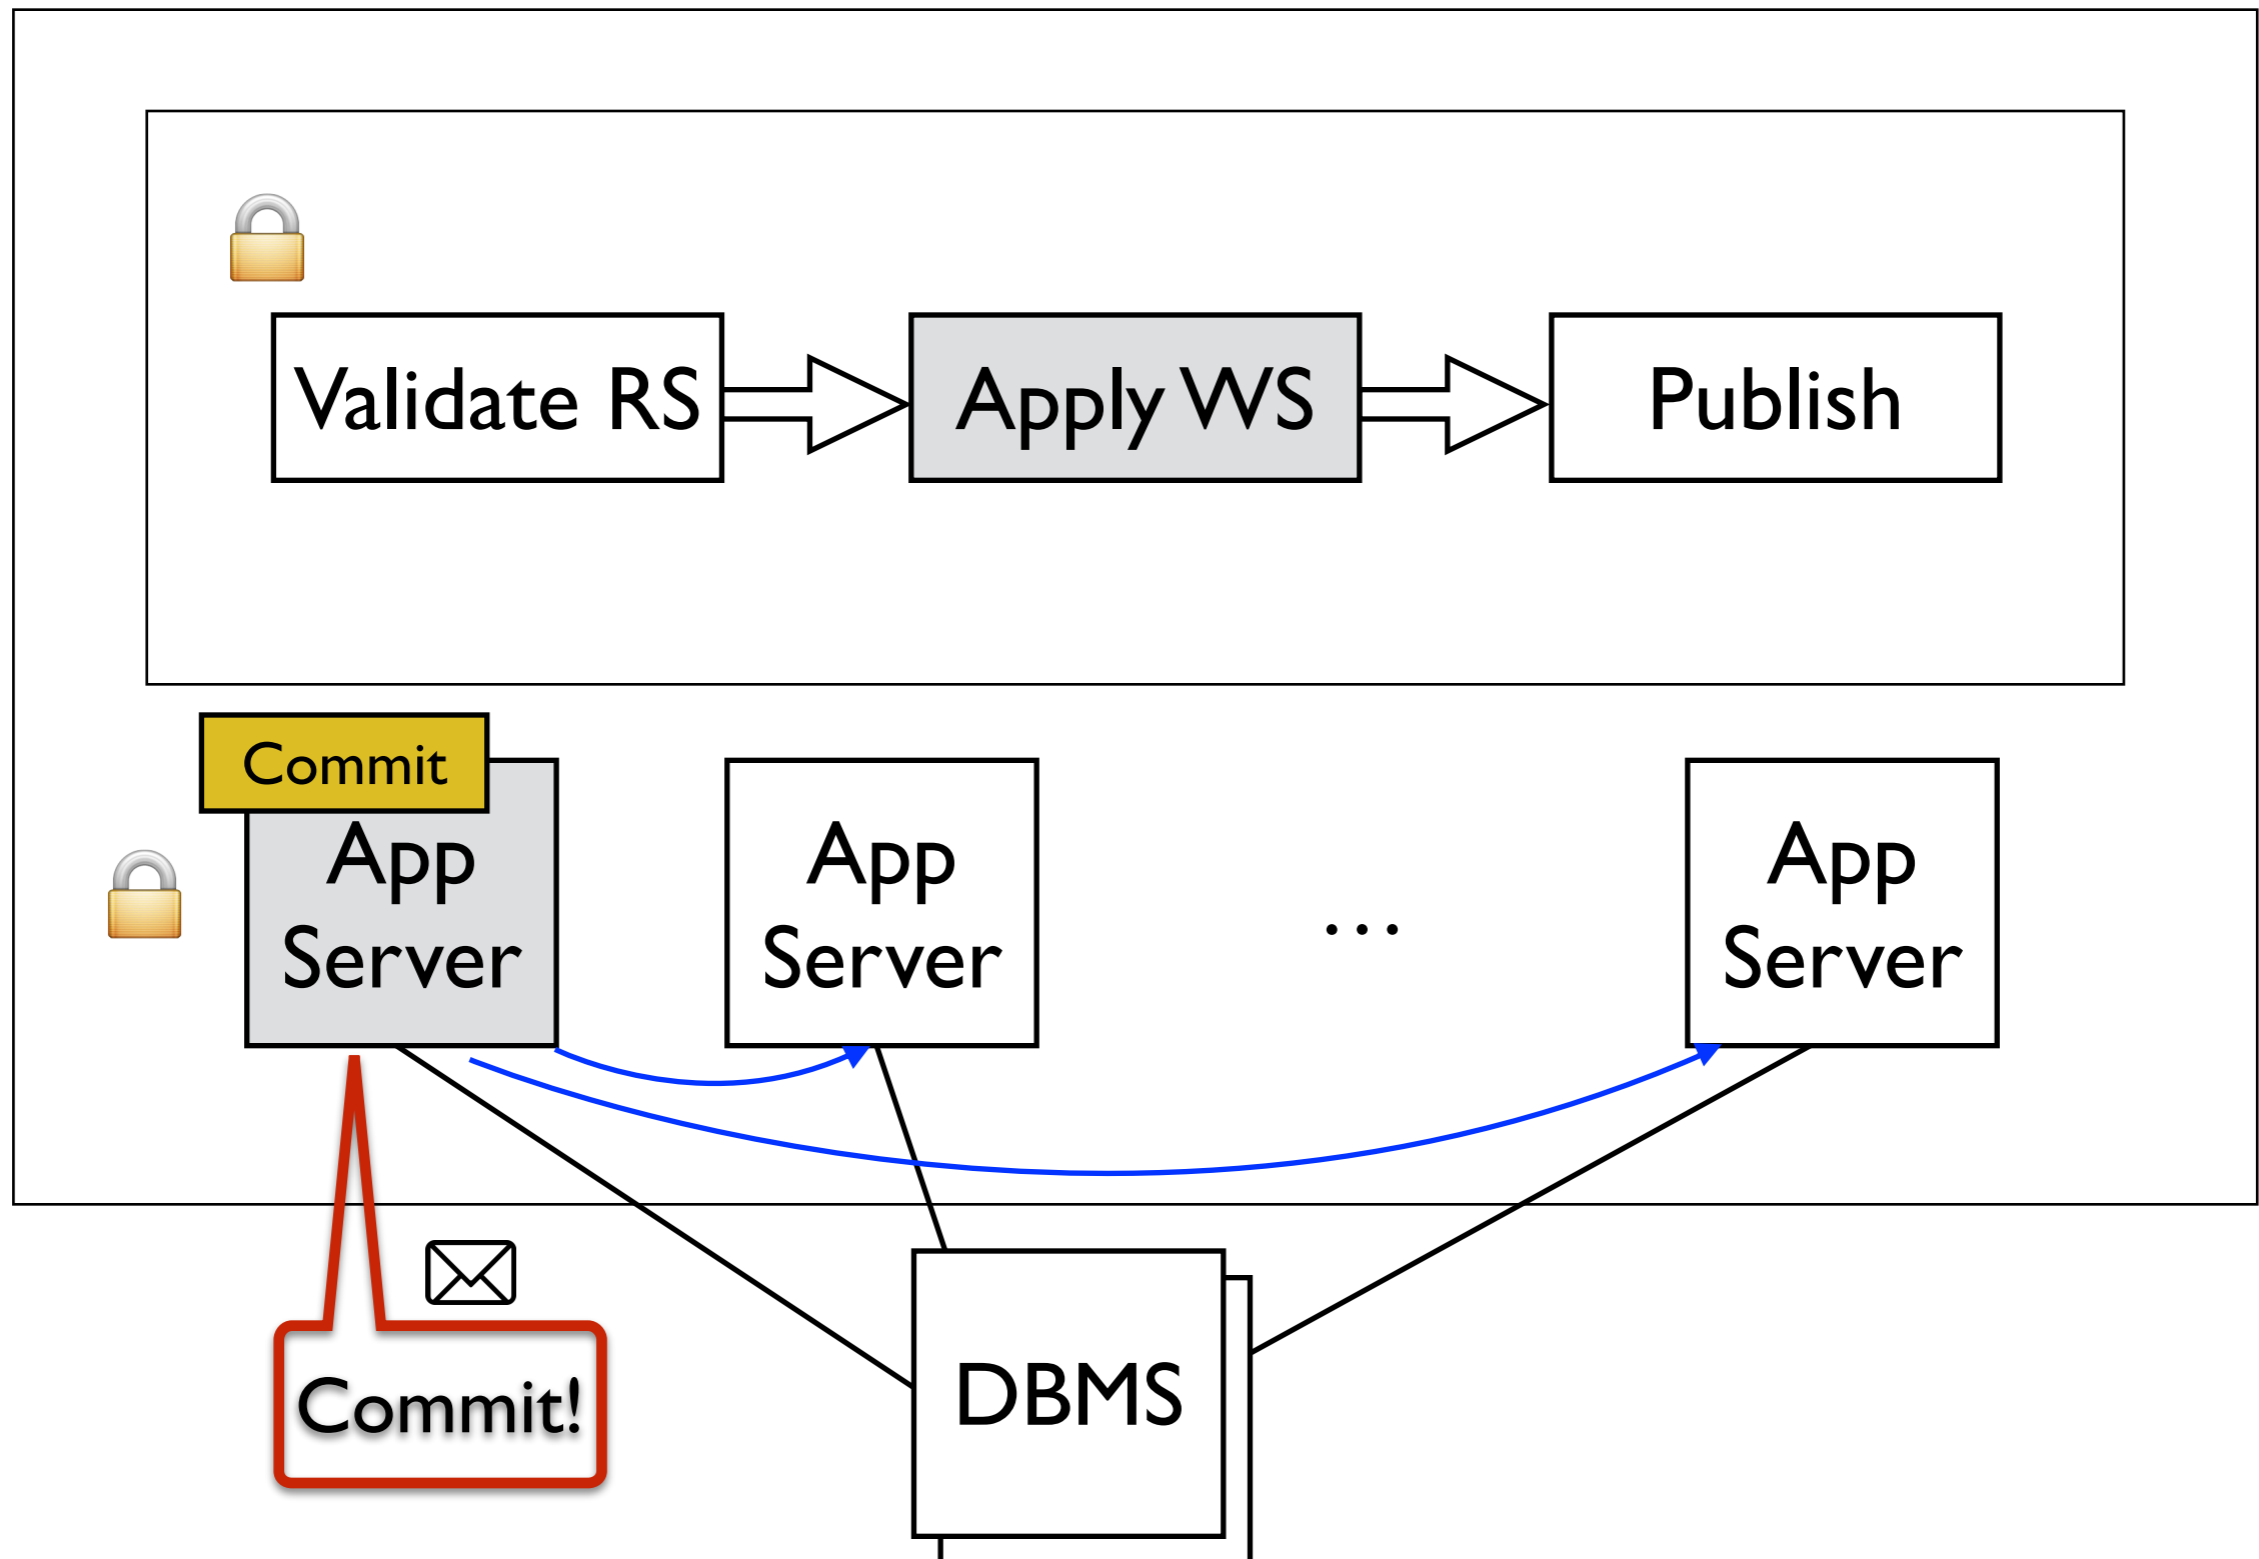 Validate RS
Apply WS
Publish
Commit
App
Server
App
Server
...
App
Server
Commit!
DBMS